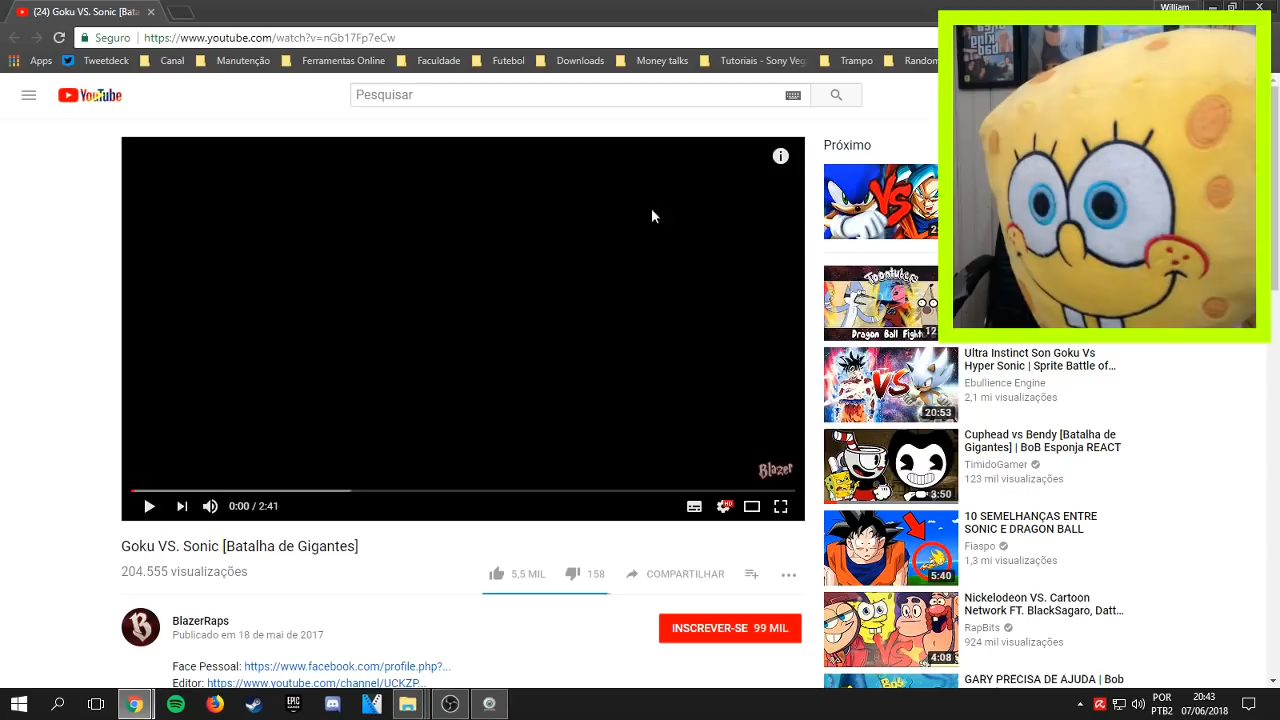 (24) Goku VS. Sonic [Bata
William
Seguro
https://www.youtube.com/watch?v=nGb17Fp7eCw
Apps
Tweetdeck
Canal
Manutenção
Ferramentas Online
Faculdade
Futebol
Downloads
Money talks
Tutoriais - Sony Veg
Trampo
Random
YouTube
Pesquisar
Próximo
VS
Toontubers
Dragon Ball Fight
12
Blazer
0:00 / 2:41
HD
Goku VS. Sonic [Batalha de Gigantes]
204.555 visualizações
5,5 MIL
158
COMPARTILHAR
BlazerRaps
Publicado em 18 de mai de 2017
INSCREVER-SE 99 MIL
Face Pessoal: https://www.facebook.com/profile.php?...
Editor: https://www.youtube.com/channel/UCKZP...
VS
20:53
Ultra Instinct Son Goku Vs
Hyper Sonic | Sprite Battle of...
Ebullience Engine
2,1 mi visualizações
3:50
Cuphead vs Bendy [Batalha de
Gigantes] | BoB Esponja REACT
TimidoGamer
123 mil visualizações
5:40
10 SEMELHANÇAS ENTRE
SONIC E DRAGON BALL
Fiaspo
1,3 mi visualizações
4:08
Nickelodeon VS. Cartoon
Network FT. BlackSagaro, Datt...
RapBits
924 mil visualizações
GARY PRECISA DE AJUDA | Bob
EPIC
GAMES
POR
PTB2
20:43
07/06/2018